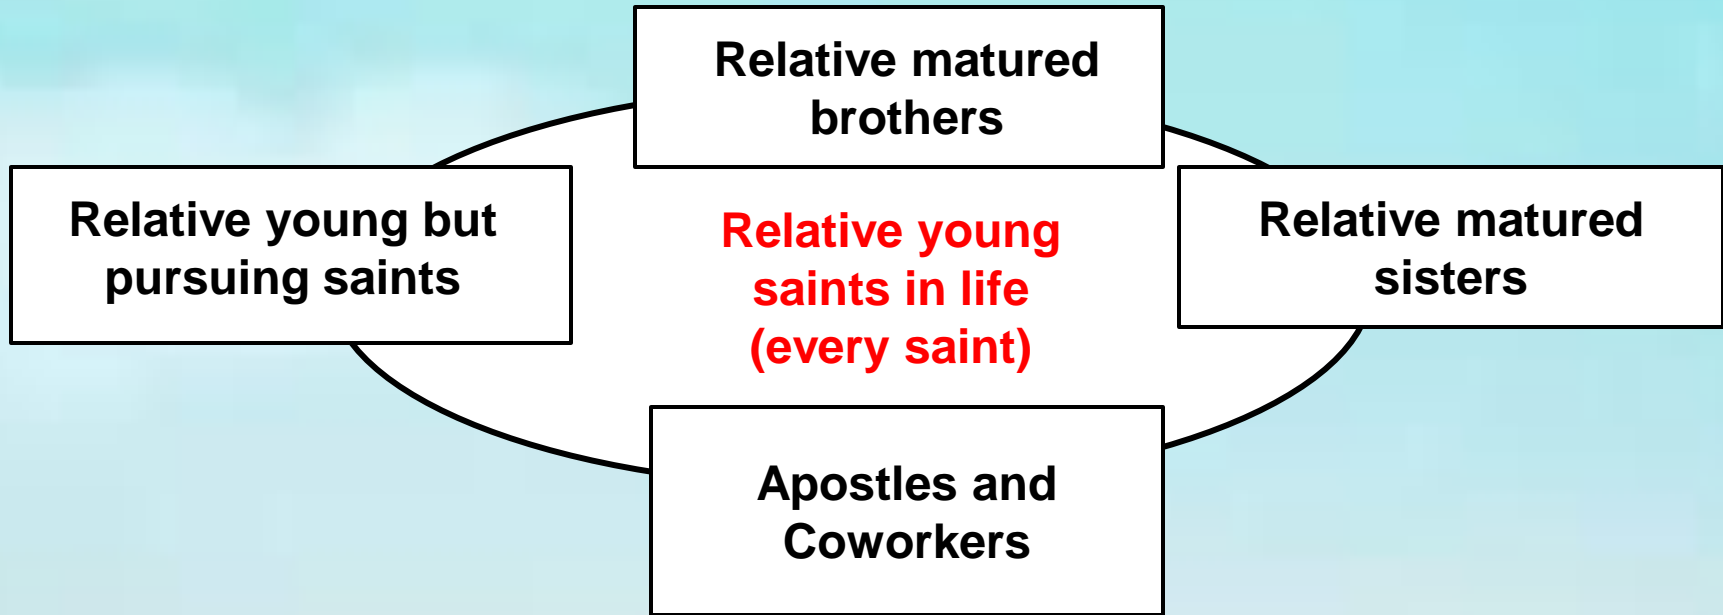 Relative matured
brothers
Relative young but
pursuing saints
Relative young
saints in life
(every saint)
Relative matured
sisters
Apostles and
Coworkers